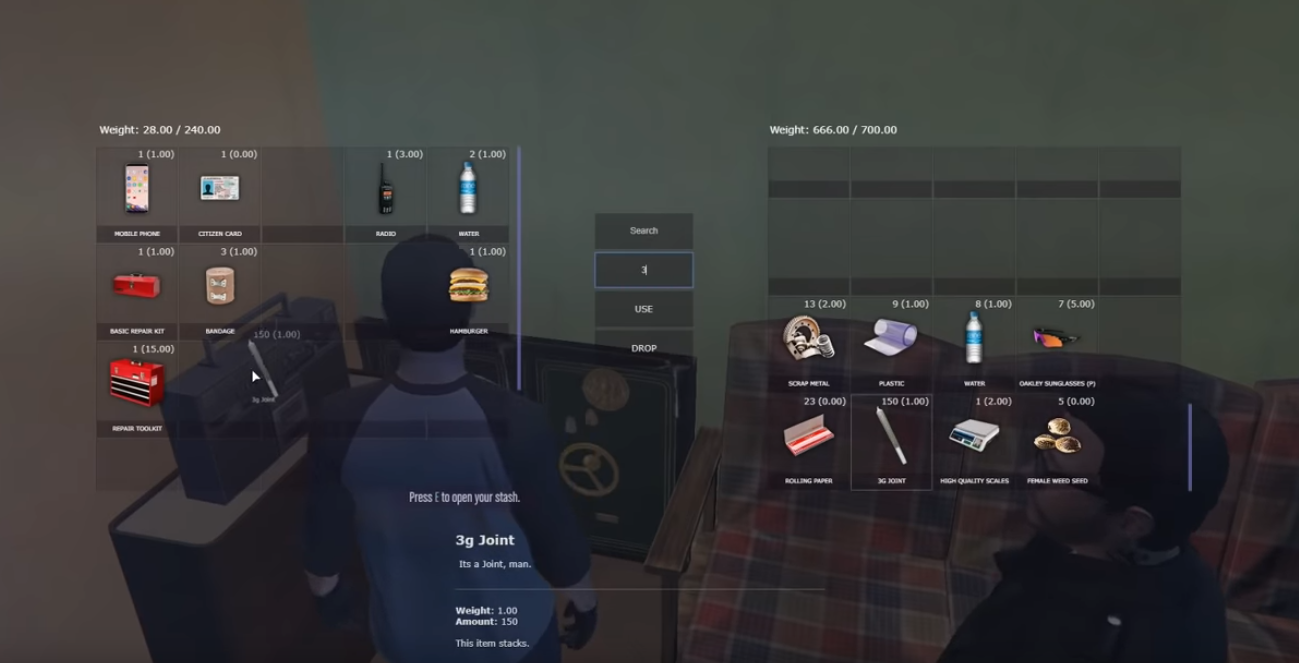 Weight: 28.00 / 240.00
1 (1.00)
MOBILE PHONE
1 (0.00)
CITIZEN CARD
1 (3.00)
RADIO
2 (1.00)
WATER
1 (1.00)
BASIC REPAIR KIT
3 (1.00)
BANDAGE
1 (1.00)
HAMBURGER
1 (15.00)
REPAIR TOOLKIT
150 (1.00)
3g Joint
Search
3
USE
DROP
Weight: 666.00 / 700.00
13 (2.00)
SCRAP METAL
9 (1.00)
PLASTIC
8 (1.00)
WATER
7 (5.00)
OAKLEY SUNGLASSES (P)
23 (0.00)
ROLLING PAPER
150 (1.00)
3G JOINT
1 (2.00)
HIGH QUALITY SCALES
5 (0.00)
FEMALE WEED SEED
Press E to open your stash.
3g Joint
Its a Joint, man.
Weight: 1.00
Amount: 150
This item stacks.